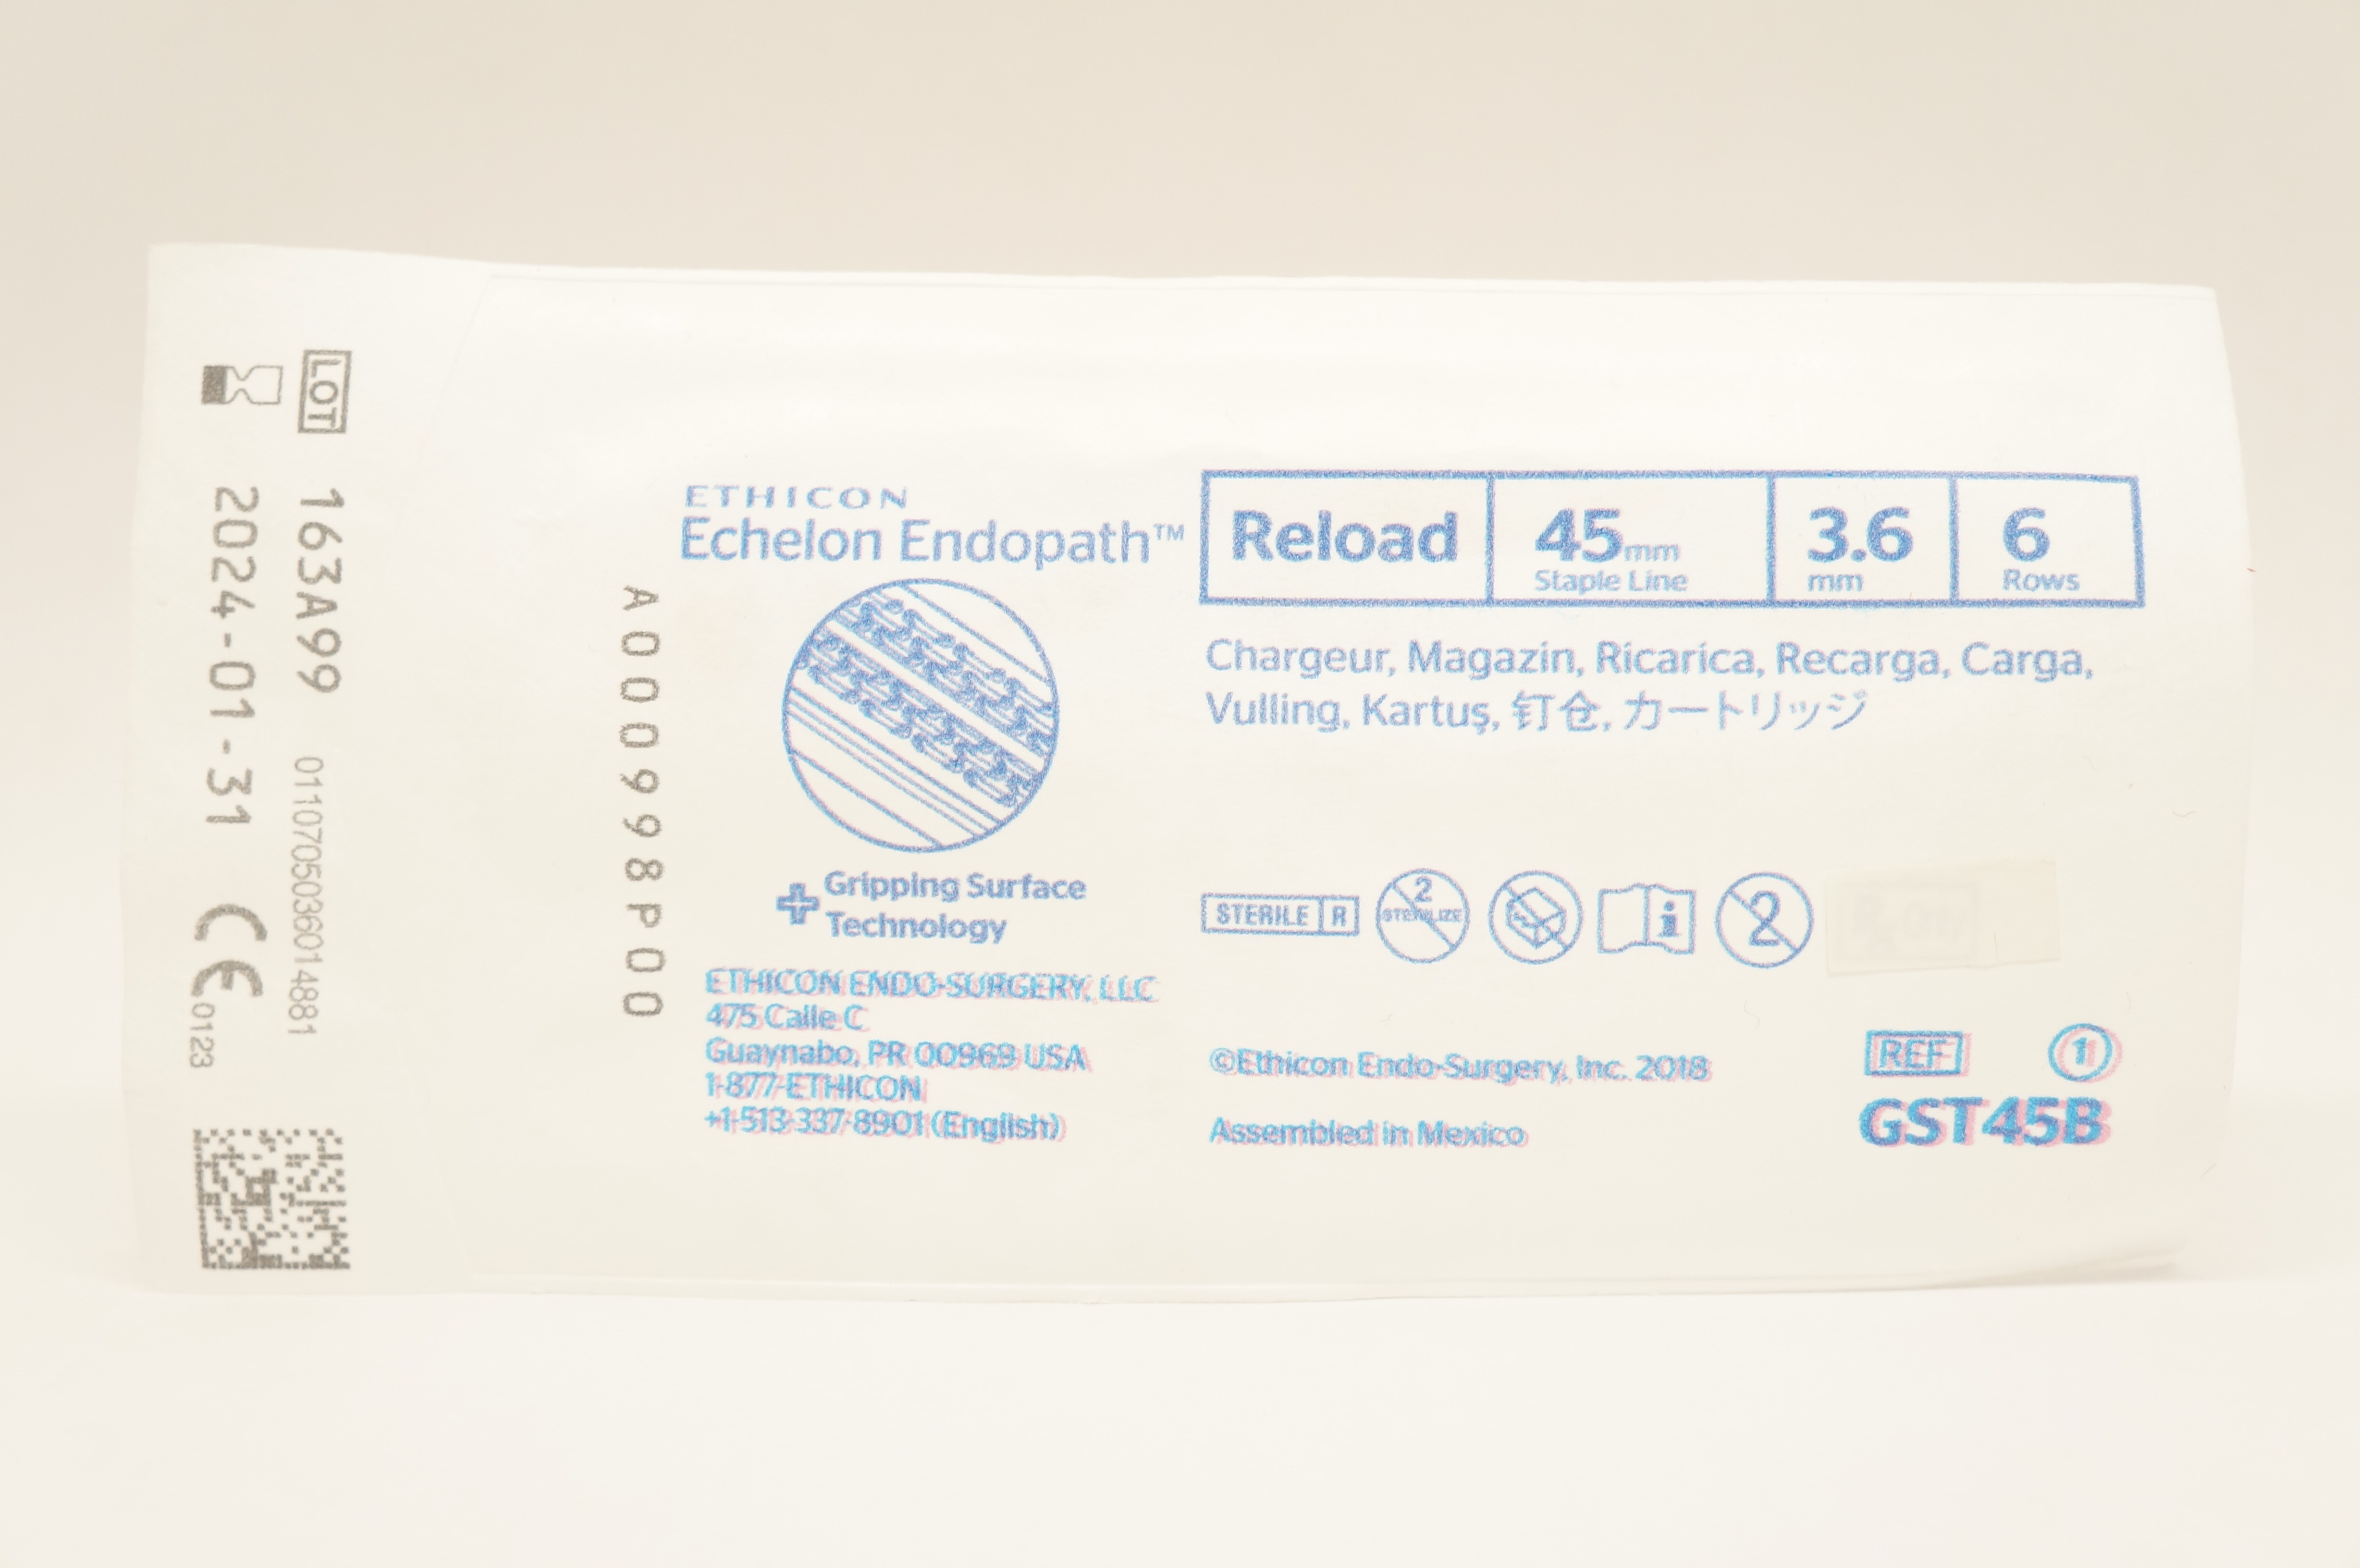 LOT 163A99 0110705036014881
2024-01-31 CE 0123
A000998P00
ETHICON
Echelon Endopath™
Gripping Surface
Technology
ETHICON ENDO-SURGERY, LLC
475 Calle C
Guaynabo, PR 00969 USA
1-877-ETHICON
+1-513-337-8901 (English)
Reload 45mm 3.6 6
Staple Line mm Rows
Chargeur, Magazin, Ricarica, Recarga, Carga,
Vulling, Kartuş, 钉仓, カートリッジ
STERILE R 2 STERILIZE i 2
©Ethicon Endo-Surgery, Inc. 2018
Assembled in Mexico
REF 1
GST45B